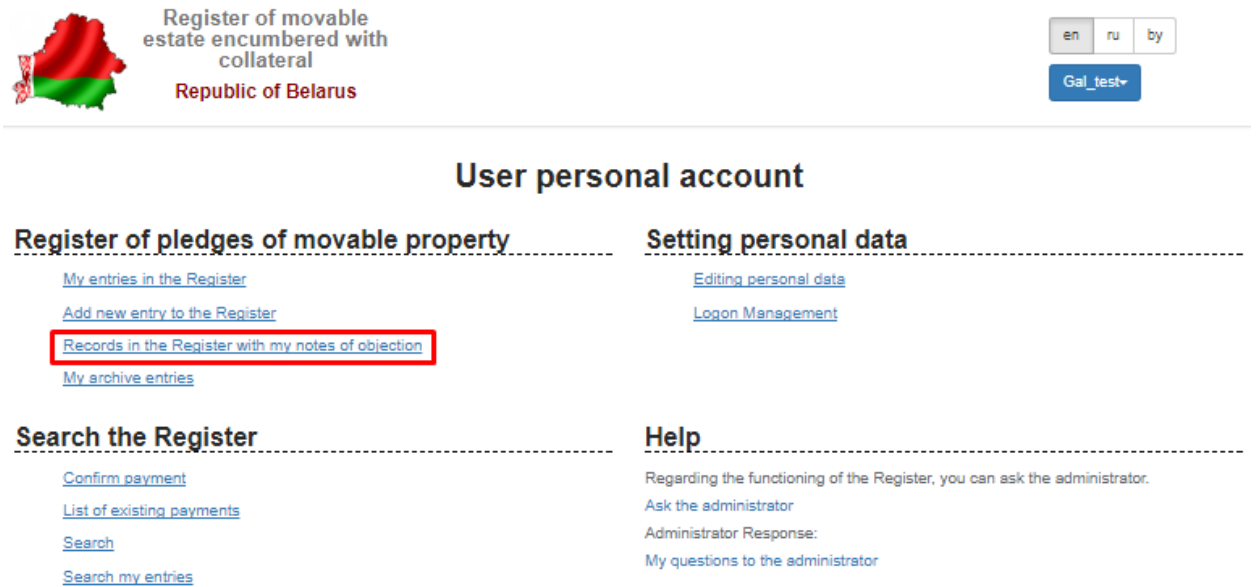 Register of movable
estate encumbered with
collateral
Republic of Belarus
en ru by
Gal_test
User personal account
Register of pledges of movable property
My entries in the Register
Add new entry to the Register
Records in the Register with my notes of objection
My archive entries
Setting personal data
Editing personal data
Logon Management
Search the Register
Confirm payment
List of existing payments
Search
Search my entries
Help
Regarding the functioning of the Register, you can ask the administrator.
Ask the administrator
Administrator Response:
My questions to the administrator